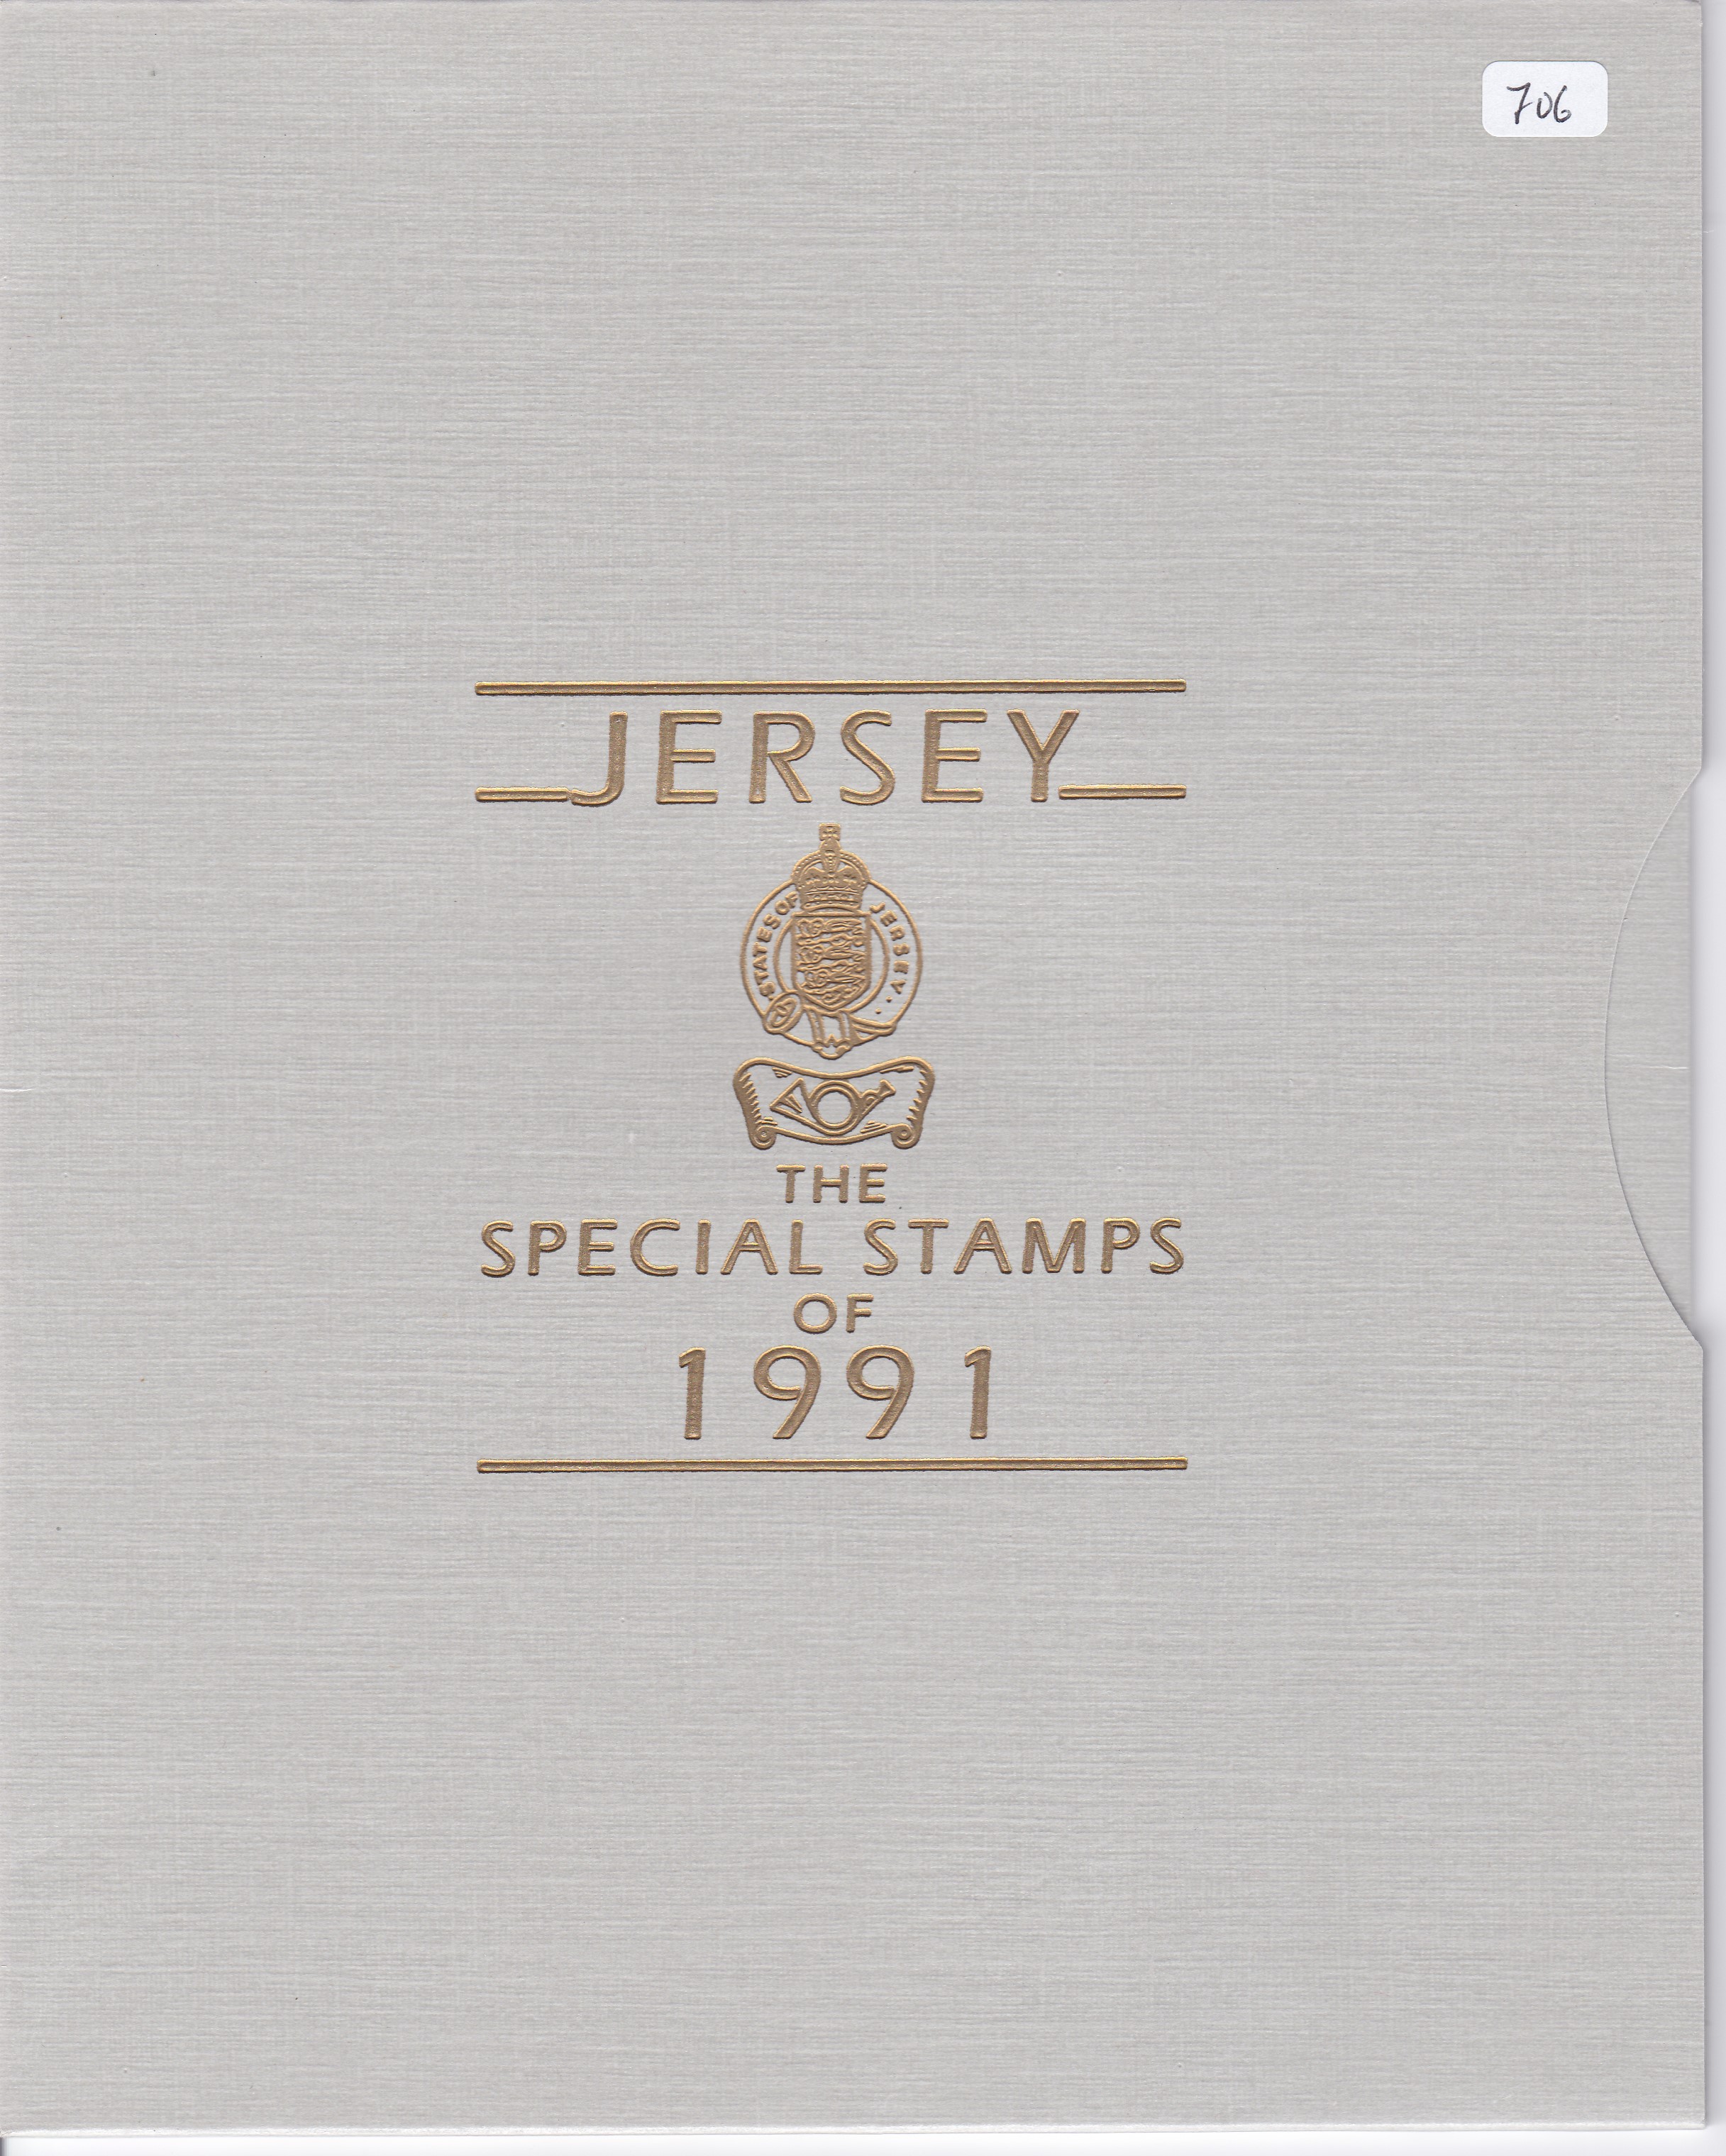 706
JERSEY
STATES OF JERSEY.
THE
SPECIAL STAMPS
OF
1991